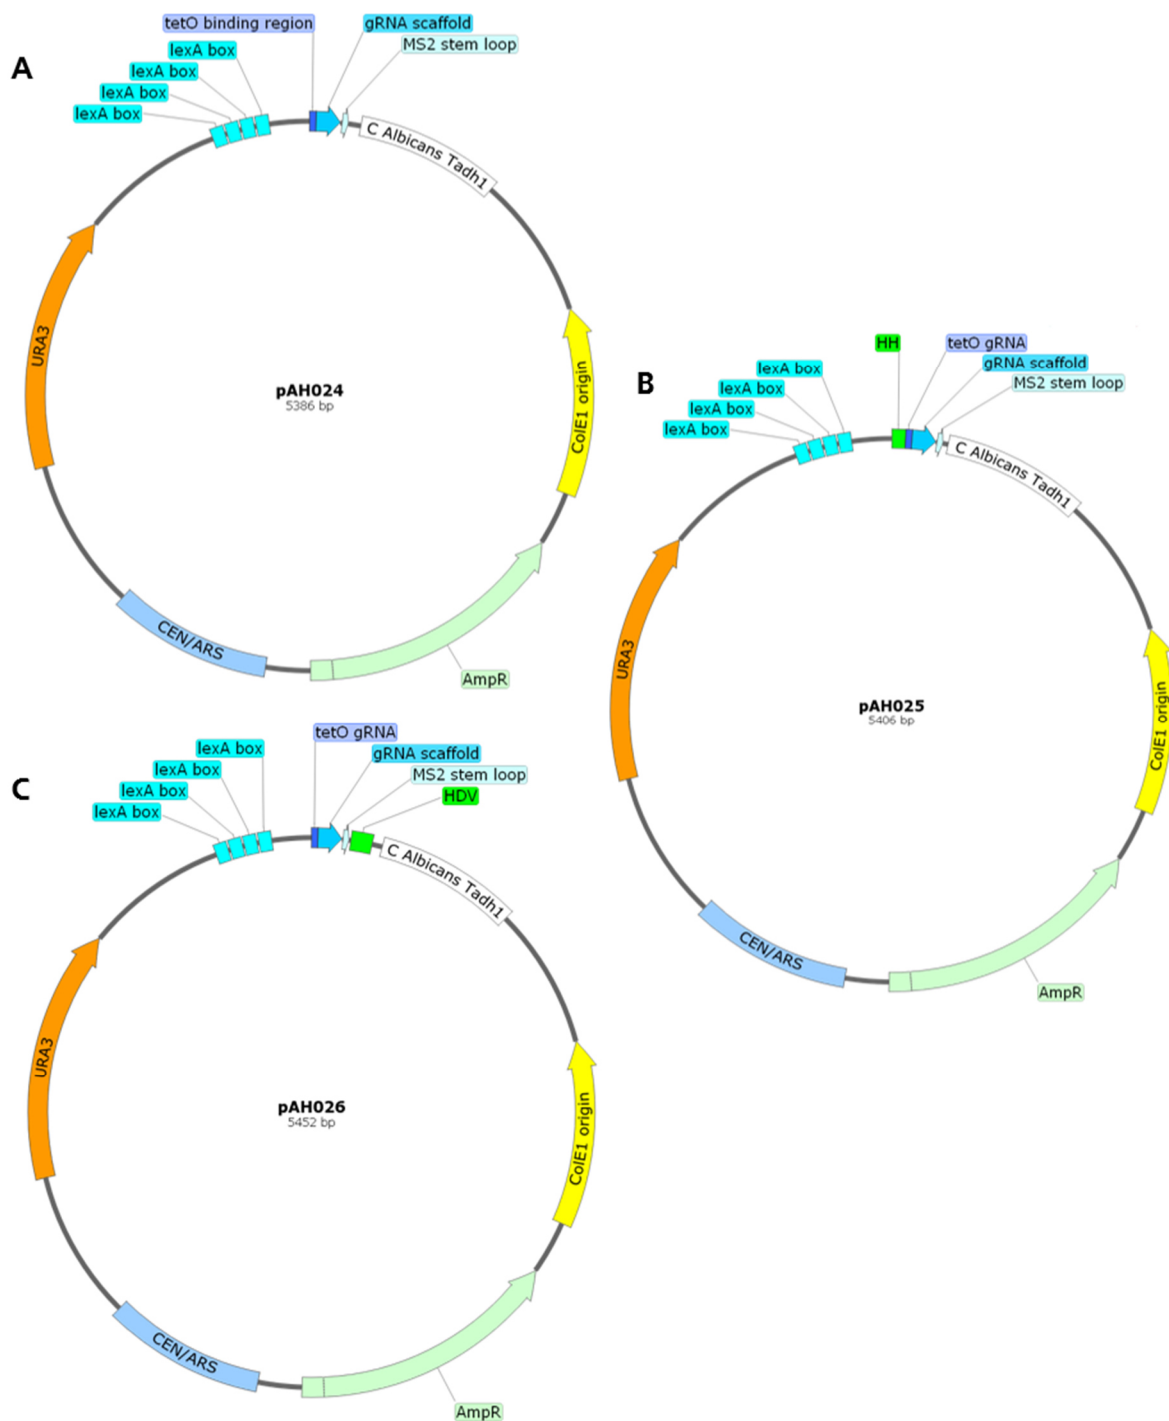 A
tetO binding region
gRNA scaffold
MS2 stem loop
lexA box
lexA box
lexA box
lexA box
C Albicans Tadh1
URA3
pAH024
5386 bp
ColE1 origin
CEN/ARS
AmpR
B
HH
tetO gRNA
gRNA scaffold
MS2 stem loop
lexA box
lexA box
lexA box
lexA box
C Albicans Tadh1
URA3
pAH025
5406 bp
ColE1 origin
CEN/ARS
AmpR
C
tetO gRNA
gRNA scaffold
MS2 stem loop
HDV
lexA box
lexA box
lexA box
lexA box
C Albicans Tadh1
URA3
pAH026
5452 bp
ColE1 origin
CEN/ARS
AmpR